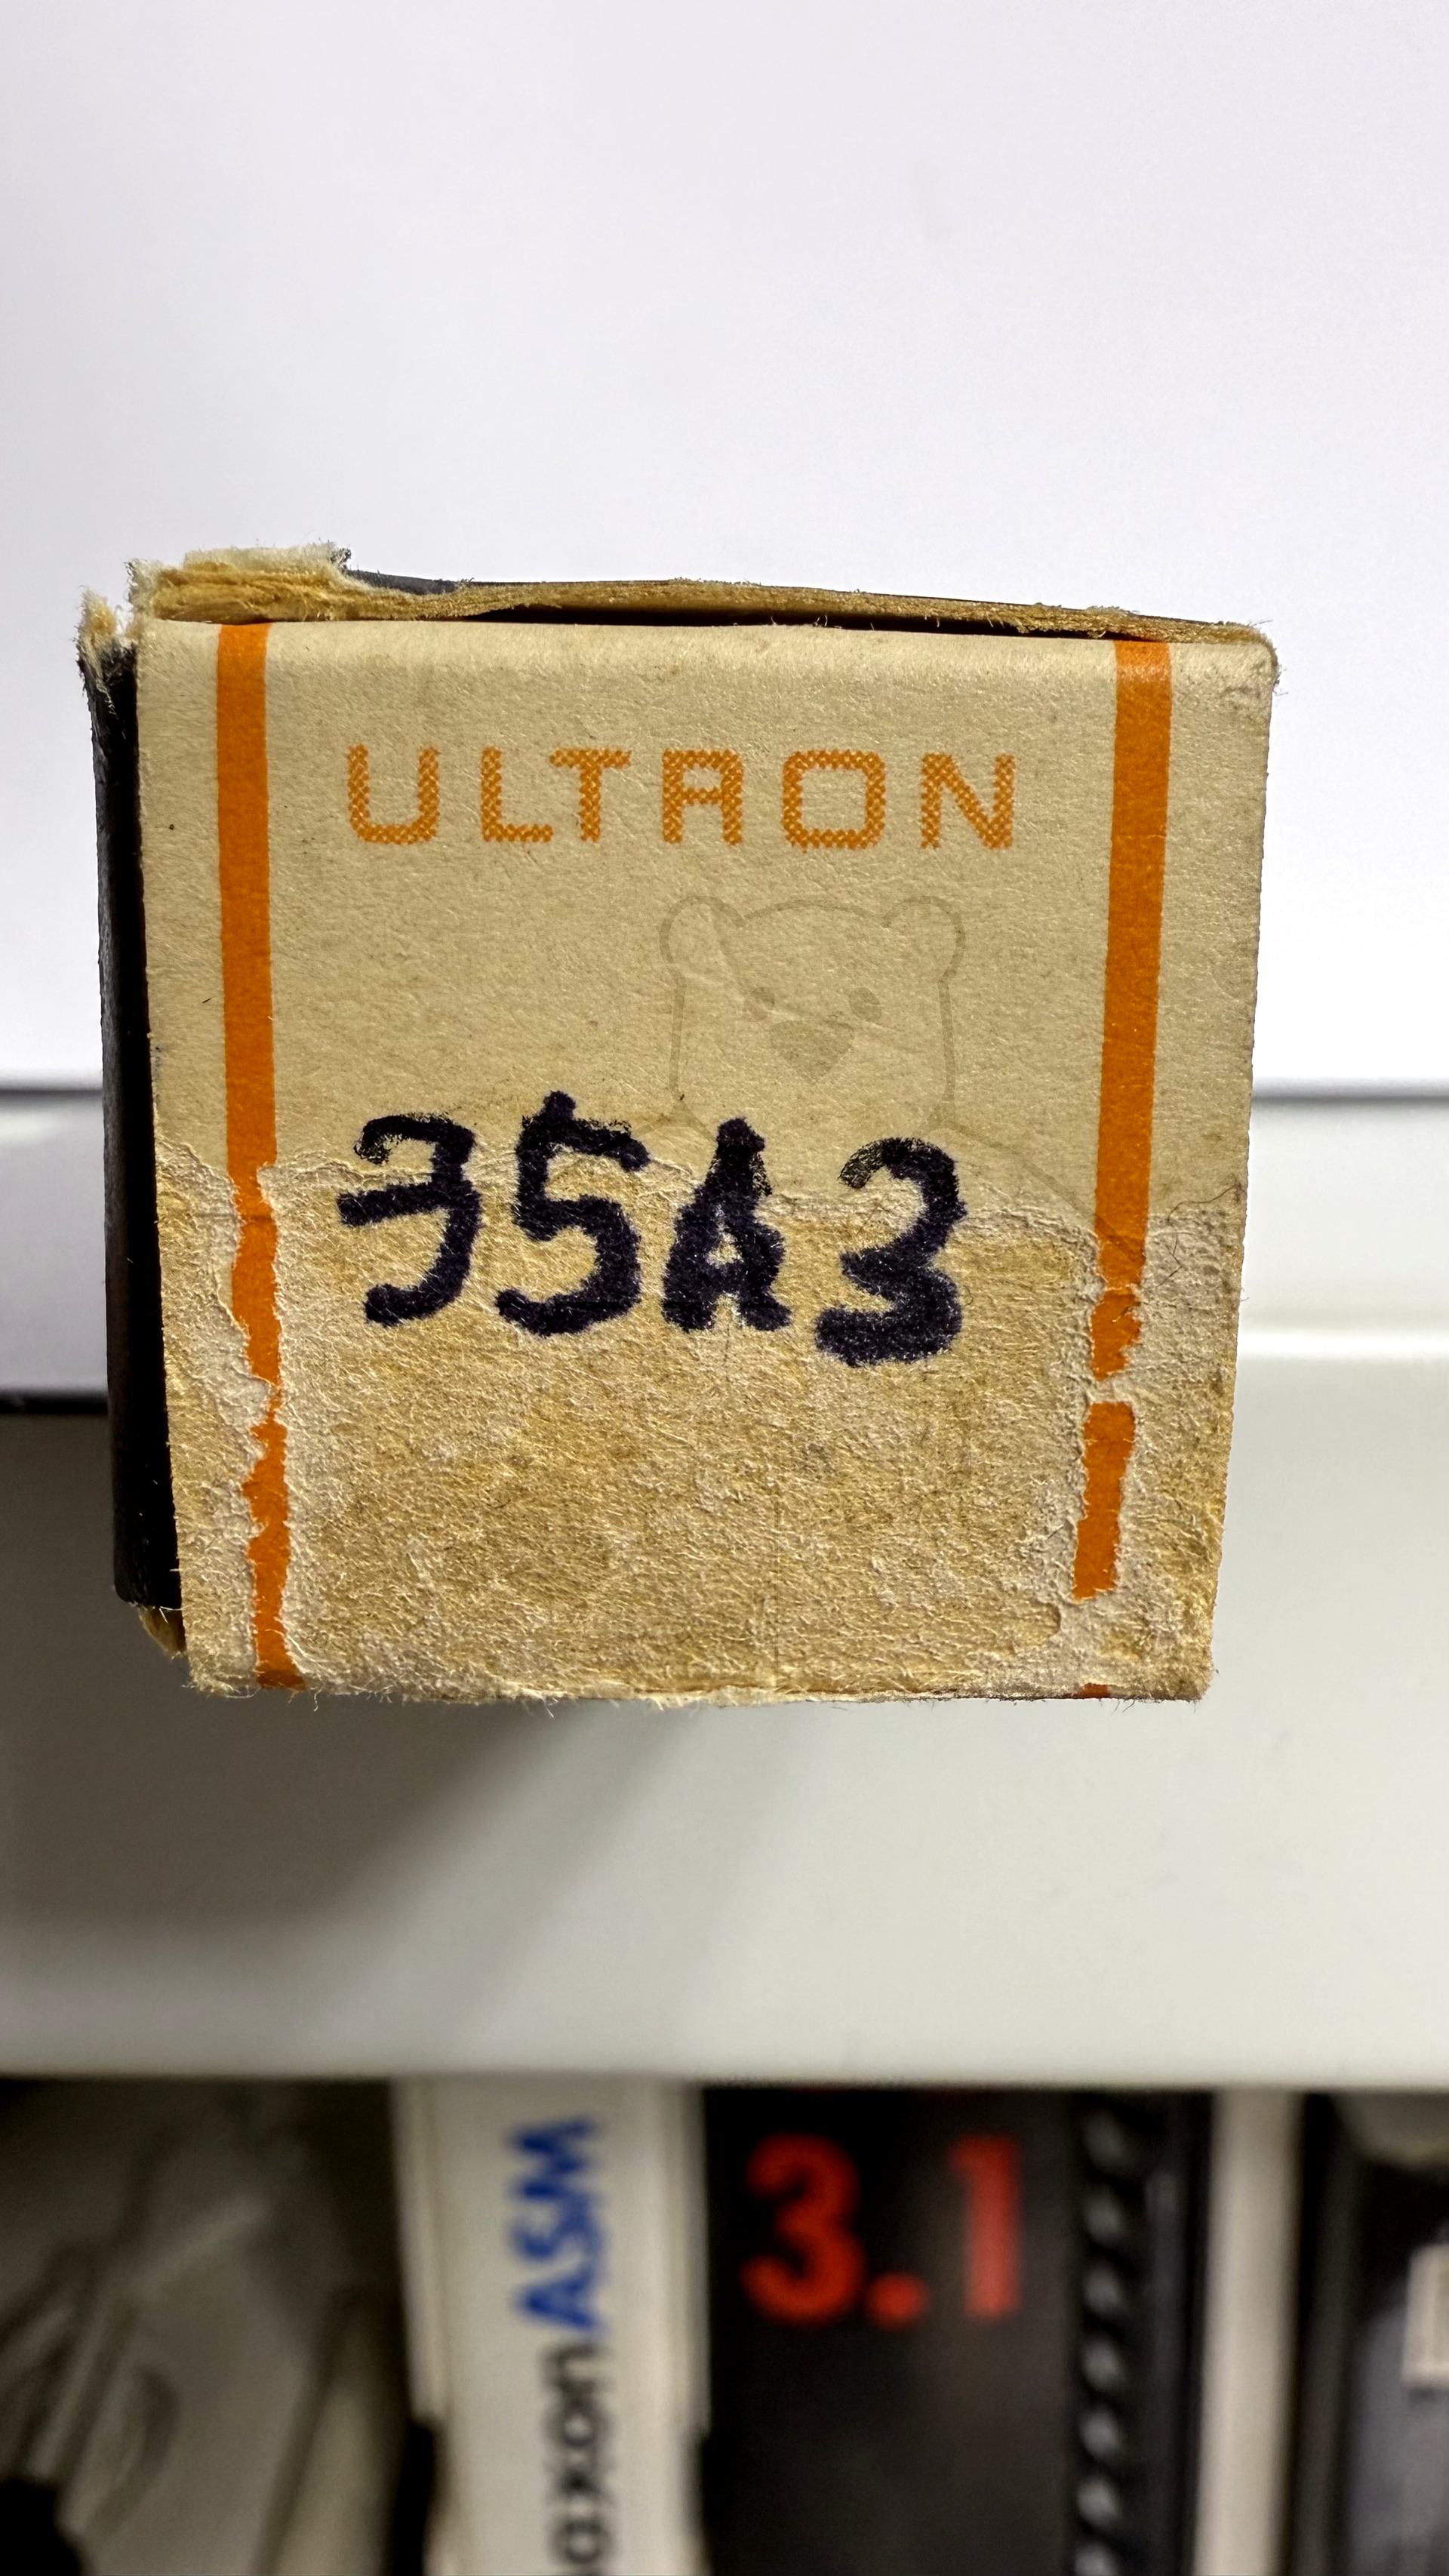 ULTRON
35A3
ASM
3.1